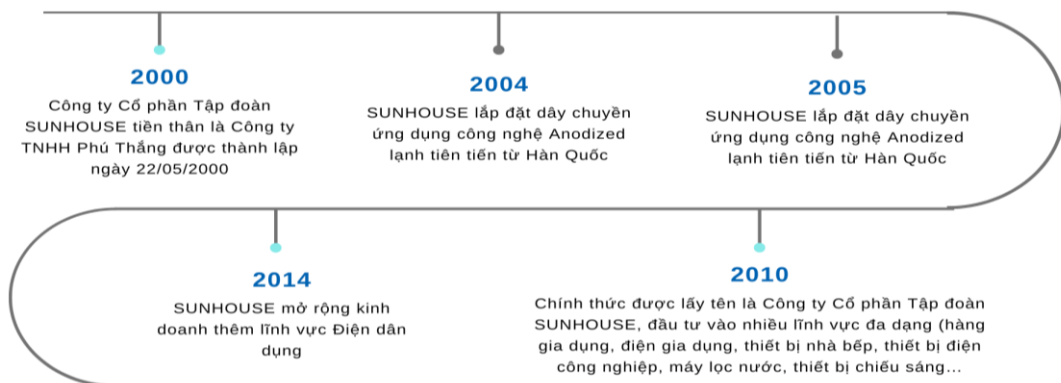 2000
Công ty Cổ phần Tập đoàn
SUNHOUSE tiền thân là Công ty
TNHH Phú Thắng được thành lập
ngày 22/05/2000
2004
SUNHOUSE lắp đặt dây chuyền
ứng dụng công nghệ Anodized
lạnh tiên tiến từ Hàn Quốc
2005
SUNHOUSE lắp đặt dây chuyền
ứng dụng công nghệ Anodized
lạnh tiên tiến từ Hàn Quốc
2010
Chính thức được lấy tên là Công ty Cổ phần Tập đoàn
SUNHOUSE, đầu tư vào nhiều lĩnh vực đa dạng (hàng
gia dụng, điện gia dụng, thiết bị nhà bếp, thiết bị điện
công nghiệp, máy lọc nước, thiết bị chiếu sáng...
2014
SUNHOUSE mở rộng kinh
doanh thêm lĩnh vực Điện dân
dụng